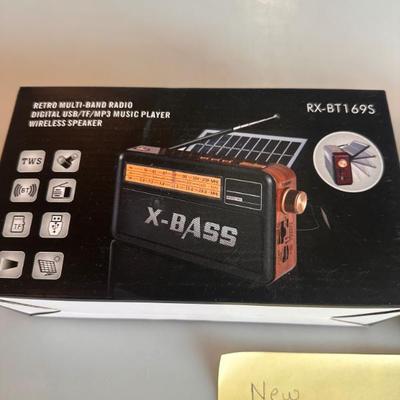 RETRO MULTI-BAND RADIO
DIGITAL USB/TF/MP3 MUSIC PLAYER
WIRELESS SPEAKER
RX-BT169S
TWS
BT
TF
X-BASS
New